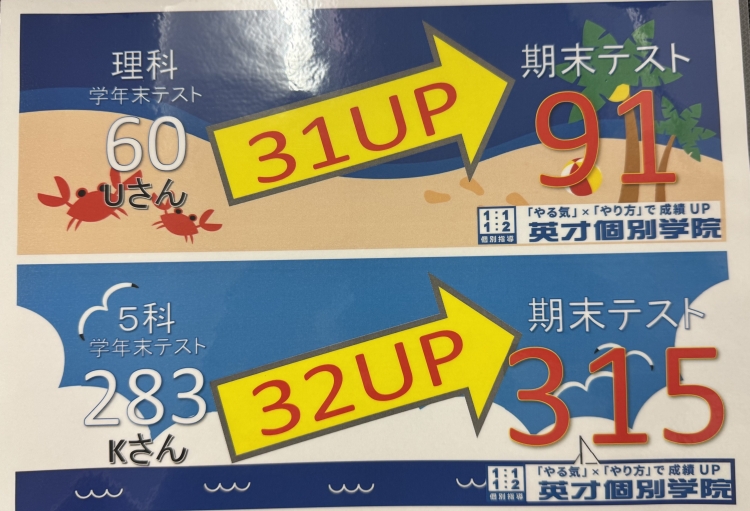 理科
学年末テスト
60
Uさん
31UP
期末テスト
91
1:1
1:2
個別指導
「やる気」×「やり方」で成績UP
英才個別学院
5科
学年末テスト
283
Kさん
32UP
期末テスト
315
1:1
1:2
個別指導
「やる気」×「やり方」で成績UP
英才個別学院